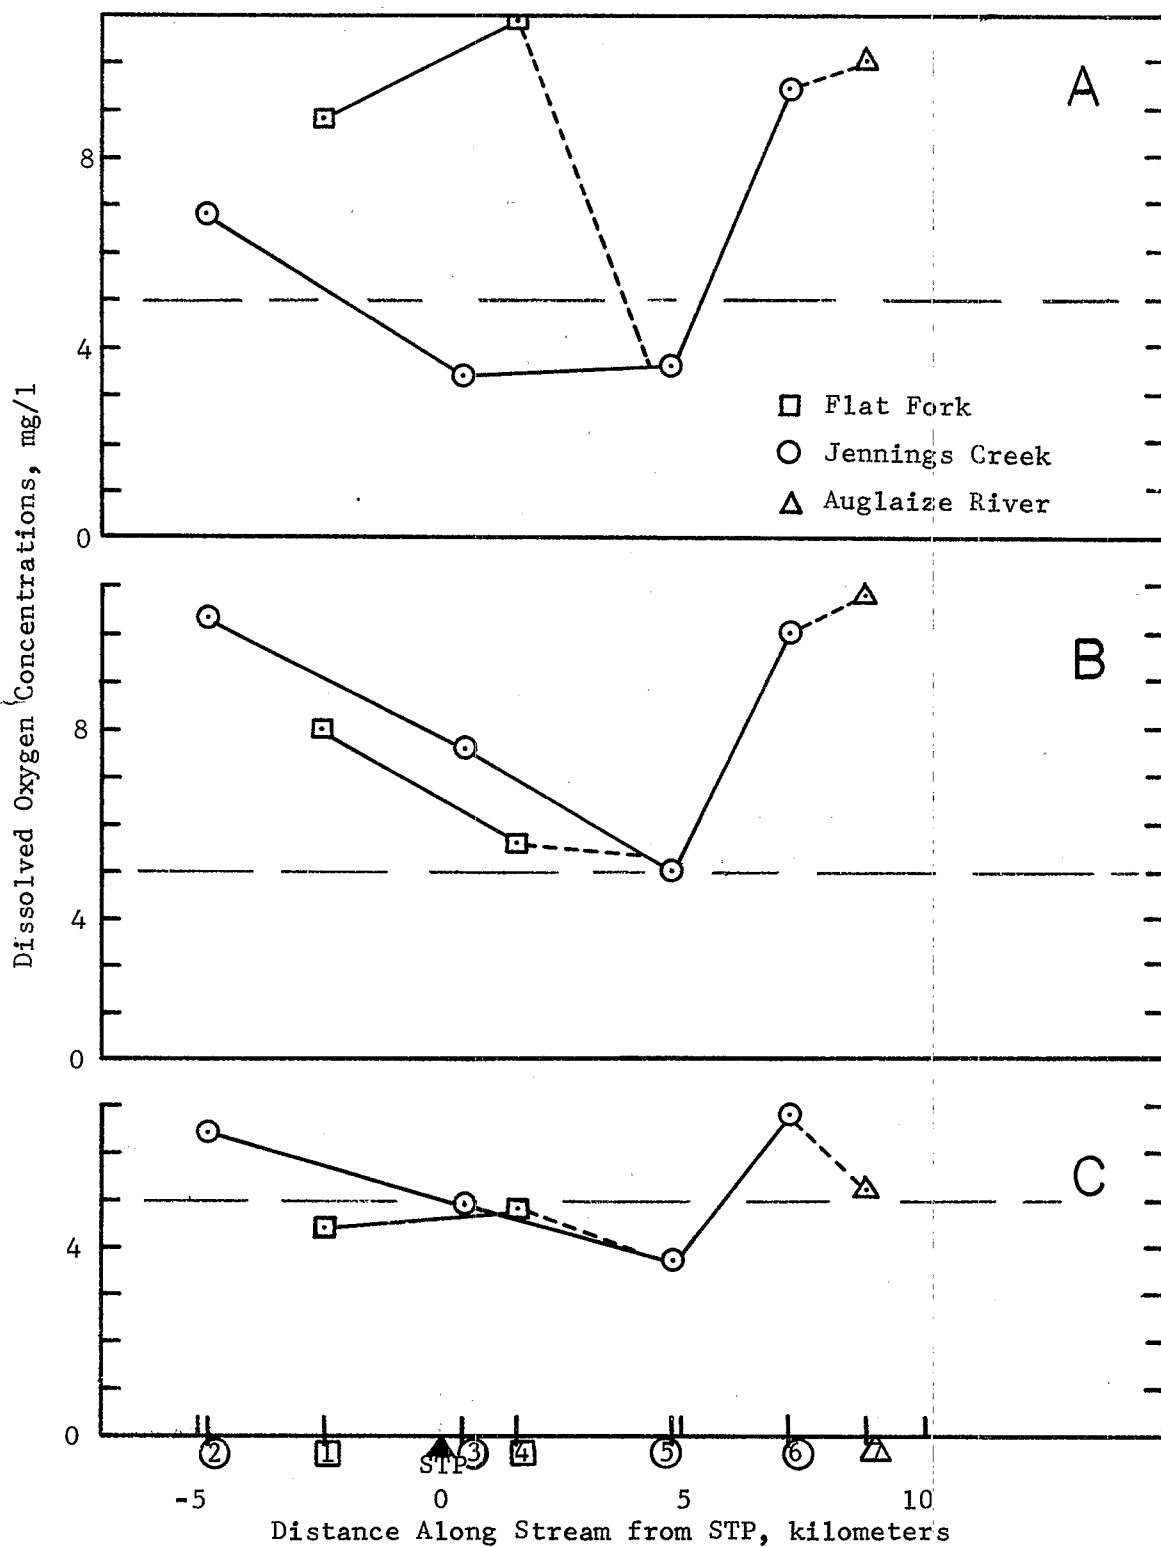 A
8
4
0
Flat Fork
Jennings Creek
Auglaize River
B
8
4
0
C
4
0
Dissolved Oxygen Concentrations, mg/l
2 1 STP 3 4 5 6 7
-5 0 5 10
Distance Along Stream from STP, kilometers